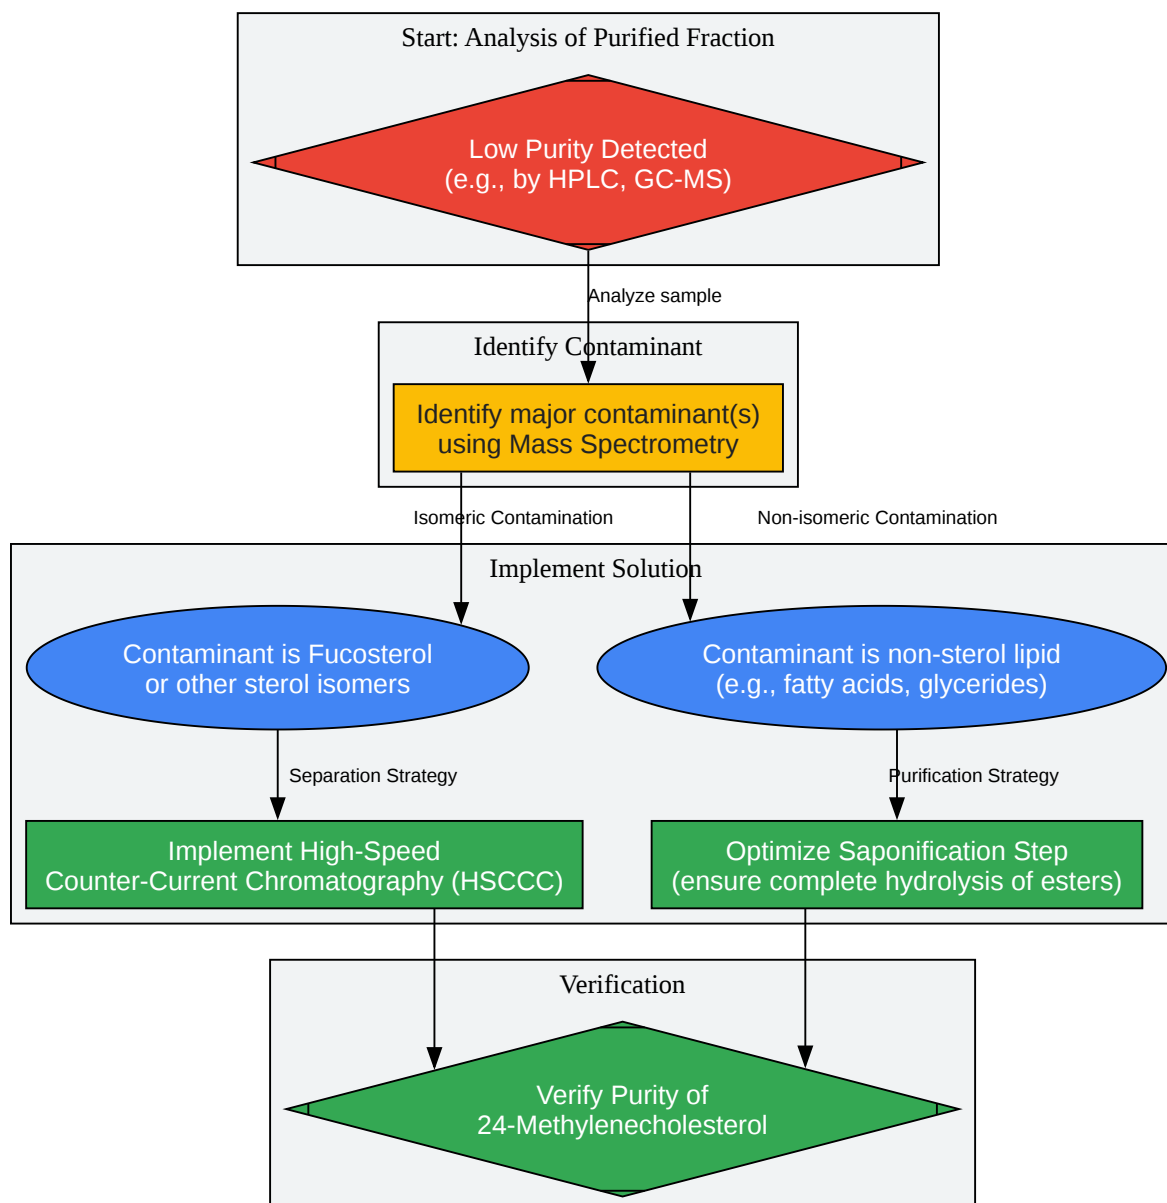 Start: Analysis of Purified Fraction
Low Purity Detected
(e.g., by HPLC, GC-MS)
Analyze sample
Identify Contaminant
Identify major contaminant(s)
using Mass Spectrometry
Isomeric Contamination
Non-isomeric Contamination
Implement Solution
Contaminant is Fucosterol
or other sterol isomers
Contaminant is non-sterol lipid
(e.g., fatty acids, glycerides)
Separation Strategy
Purification Strategy
Implement High-Speed
Counter-Current Chromatography (HSCCC)
Optimize Saponification Step
(ensure complete hydrolysis of esters)
Verification
Verify Purity of
24-Methylenecholesterol